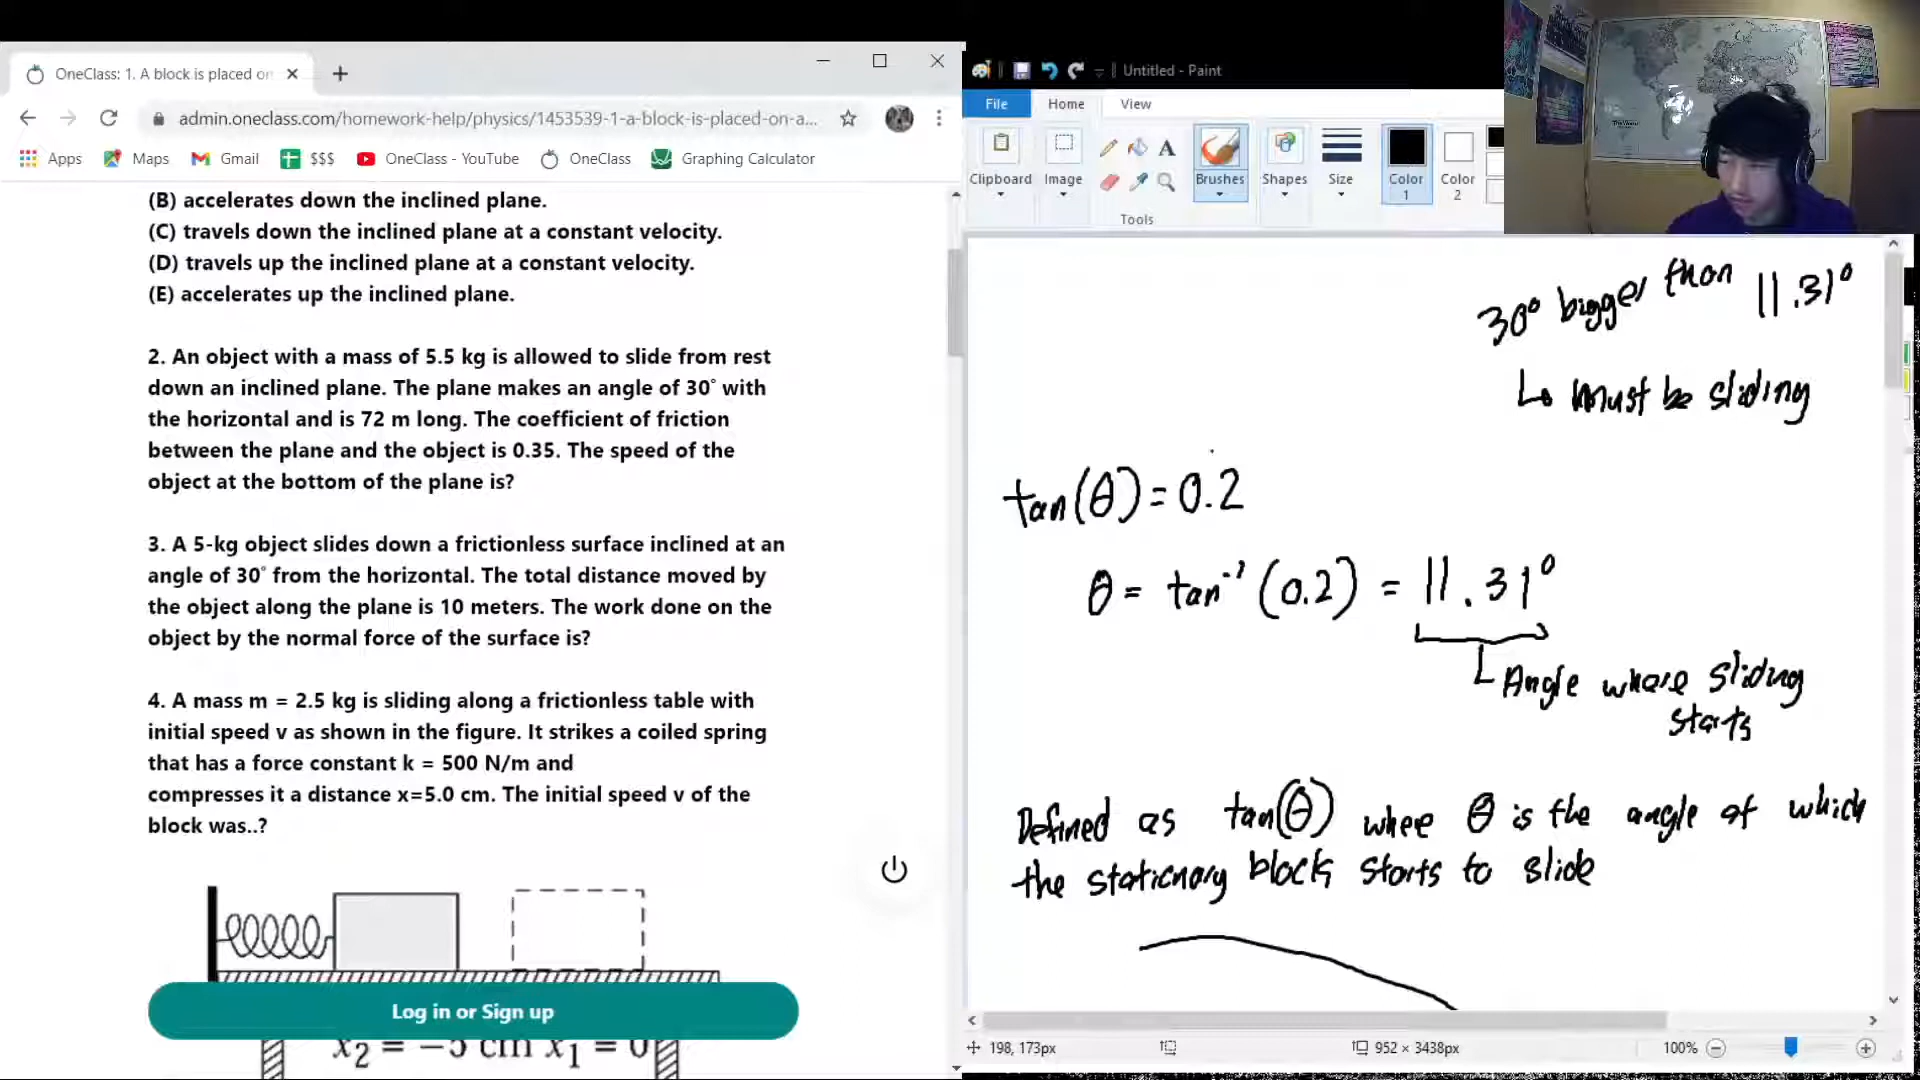 OneClass: 1. A block is placed on
admin.oneclass.com/homework-help/physics/1453539-1-a-block-is-placed-on-a...
Apps
Maps
Gmail
$$$
OneClass - YouTube
OneClass
Graphing Calculator
(B) accelerates down the inclined plane.
(C) travels down the inclined plane at a constant velocity.
(D) travels up the inclined plane at a constant velocity.
(E) accelerates up the inclined plane.
2. An object with a mass of 5.5 kg is allowed to slide from rest
down an inclined plane. The plane makes an angle of 30˚ with
the horizontal and is 72 m long. The coefficient of friction
between the plane and the object is 0.35. The speed of the
object at the bottom of the plane is?
3. A 5-kg object slides down a frictionless surface inclined at an
angle of 30˚ from the horizontal. The total distance moved by
the object along the plane is 10 meters. The work done on the
object by the normal force of the surface is?
4. A mass m = 2.5 kg is sliding along a frictionless table with
initial speed v as shown in the figure. It strikes a coiled spring
that has a force constant k = 500 N/m and
compresses it a distance x=5.0 cm. The initial speed v of the
block was..?
Log in or Sign up
x₂ = −5 cm x₁ = 0
Untitled - Paint
File
Home
View
Clipboard
Image
Tools
Brushes
Shapes
Size
Color 1
Color 2
30° bigger than 11.31°
↳ must be sliding
tan(θ) = 0.2
θ = tan⁻¹ (0.2) = 11.31°
Angle where sliding
starts
Defined as tan(θ) where θ is the angle of which
the stationary block starts to slide
198, 173px
952 × 3438px
100%